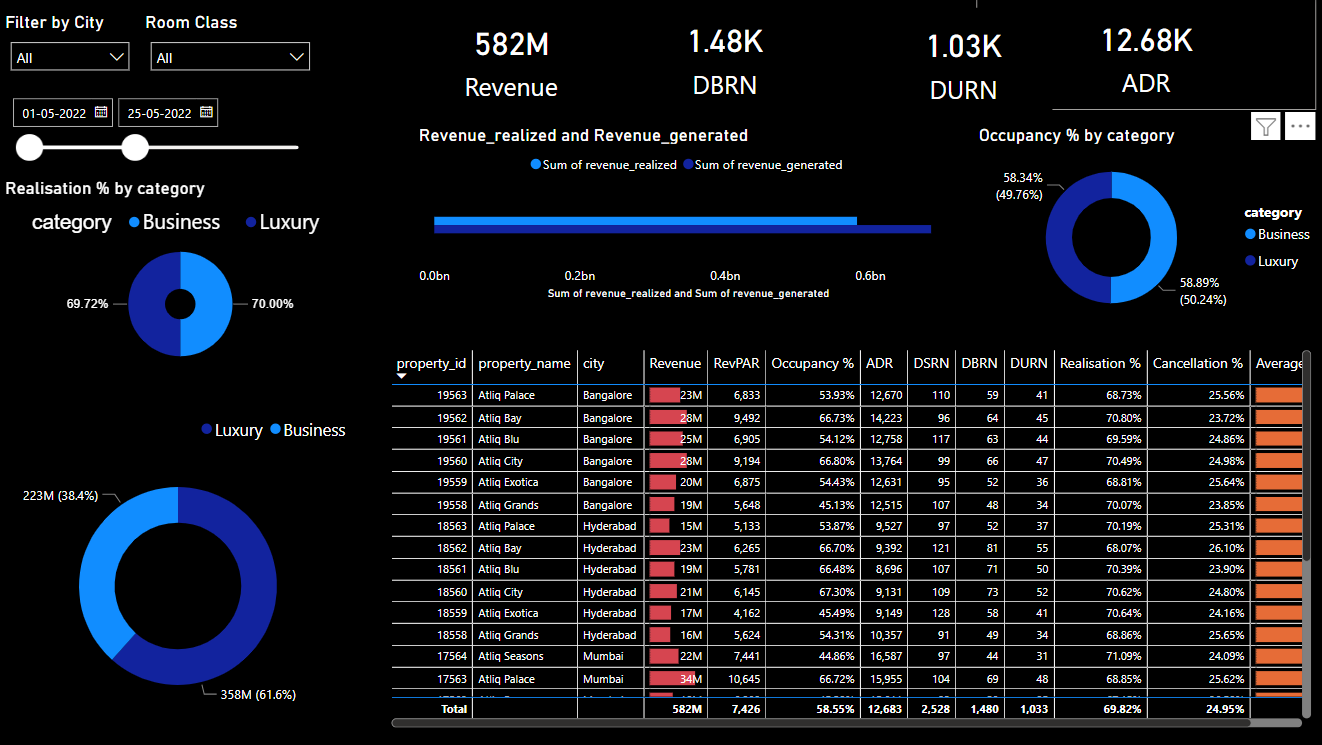 Filter by City
Room Class
All
All
01-05-2022
25-05-2022
582M
Revenue
1.48K
DBRN
1.03K
DURN
12.68K
ADR
Realisation % by category
category Business Luxury
69.72%
70.00%
Revenue_realized and Revenue_generated
Sum of revenue_realized Sum of revenue_generated
0.0bn 0.2bn 0.4bn 0.6bn
Sum of revenue_realized and Sum of revenue_generated
Occupancy % by category
58.34%
(49.76%)
58.89%
(50.24%)
category
Business
Luxury
Luxury Business
223M (38.4%)
358M (61.6%)
property_id property_name city Revenue RevPAR Occupancy % ADR DSRN DBRN DURN Realisation % Cancellation % Average
19563 Atliq Palace Bangalore 23M 6,833 53.93% 12,670 110 59 41 68.73% 25.56%
19562 Atliq Bay Bangalore 28M 9,492 66.73% 14,223 96 64 45 70.80% 23.72%
19561 Atliq Blu Bangalore 25M 6,905 54.12% 12,758 117 63 44 69.59% 24.86%
19560 Atliq City Bangalore 28M 9,194 66.80% 13,764 99 66 47 70.49% 24.98%
19559 Atliq Exotica Bangalore 20M 6,875 54.43% 12,631 95 52 36 68.81% 25.64%
19558 Atliq Grands Bangalore 19M 5,648 45.13% 12,515 107 48 34 70.07% 23.85%
18563 Atliq Palace Hyderabad 15M 5,133 53.87% 9,527 97 52 37 70.19% 25.31%
18562 Atliq Bay Hyderabad 23M 6,265 66.70% 9,392 121 81 55 68.07% 26.10%
18561 Atliq Blu Hyderabad 19M 5,781 66.48% 8,696 107 71 50 70.39% 23.90%
18560 Atliq City Hyderabad 21M 6,145 67.30% 9,131 109 73 52 70.62% 24.80%
18559 Atliq Exotica Hyderabad 17M 4,162 45.49% 9,149 128 58 41 70.64% 24.16%
18558 Atliq Grands Hyderabad 16M 5,624 54.31% 10,357 91 49 34 68.86% 25.65%
17564 Atliq Seasons Mumbai 22M 7,441 44.86% 16,587 97 44 31 71.09% 24.09%
17563 Atliq Palace Mumbai 34M 10,645 66.72% 15,955 104 69 48 68.85% 25.62%
Total 582M 7,426 58.55% 12,683 2,528 1,480 1,033 69.82% 24.95%